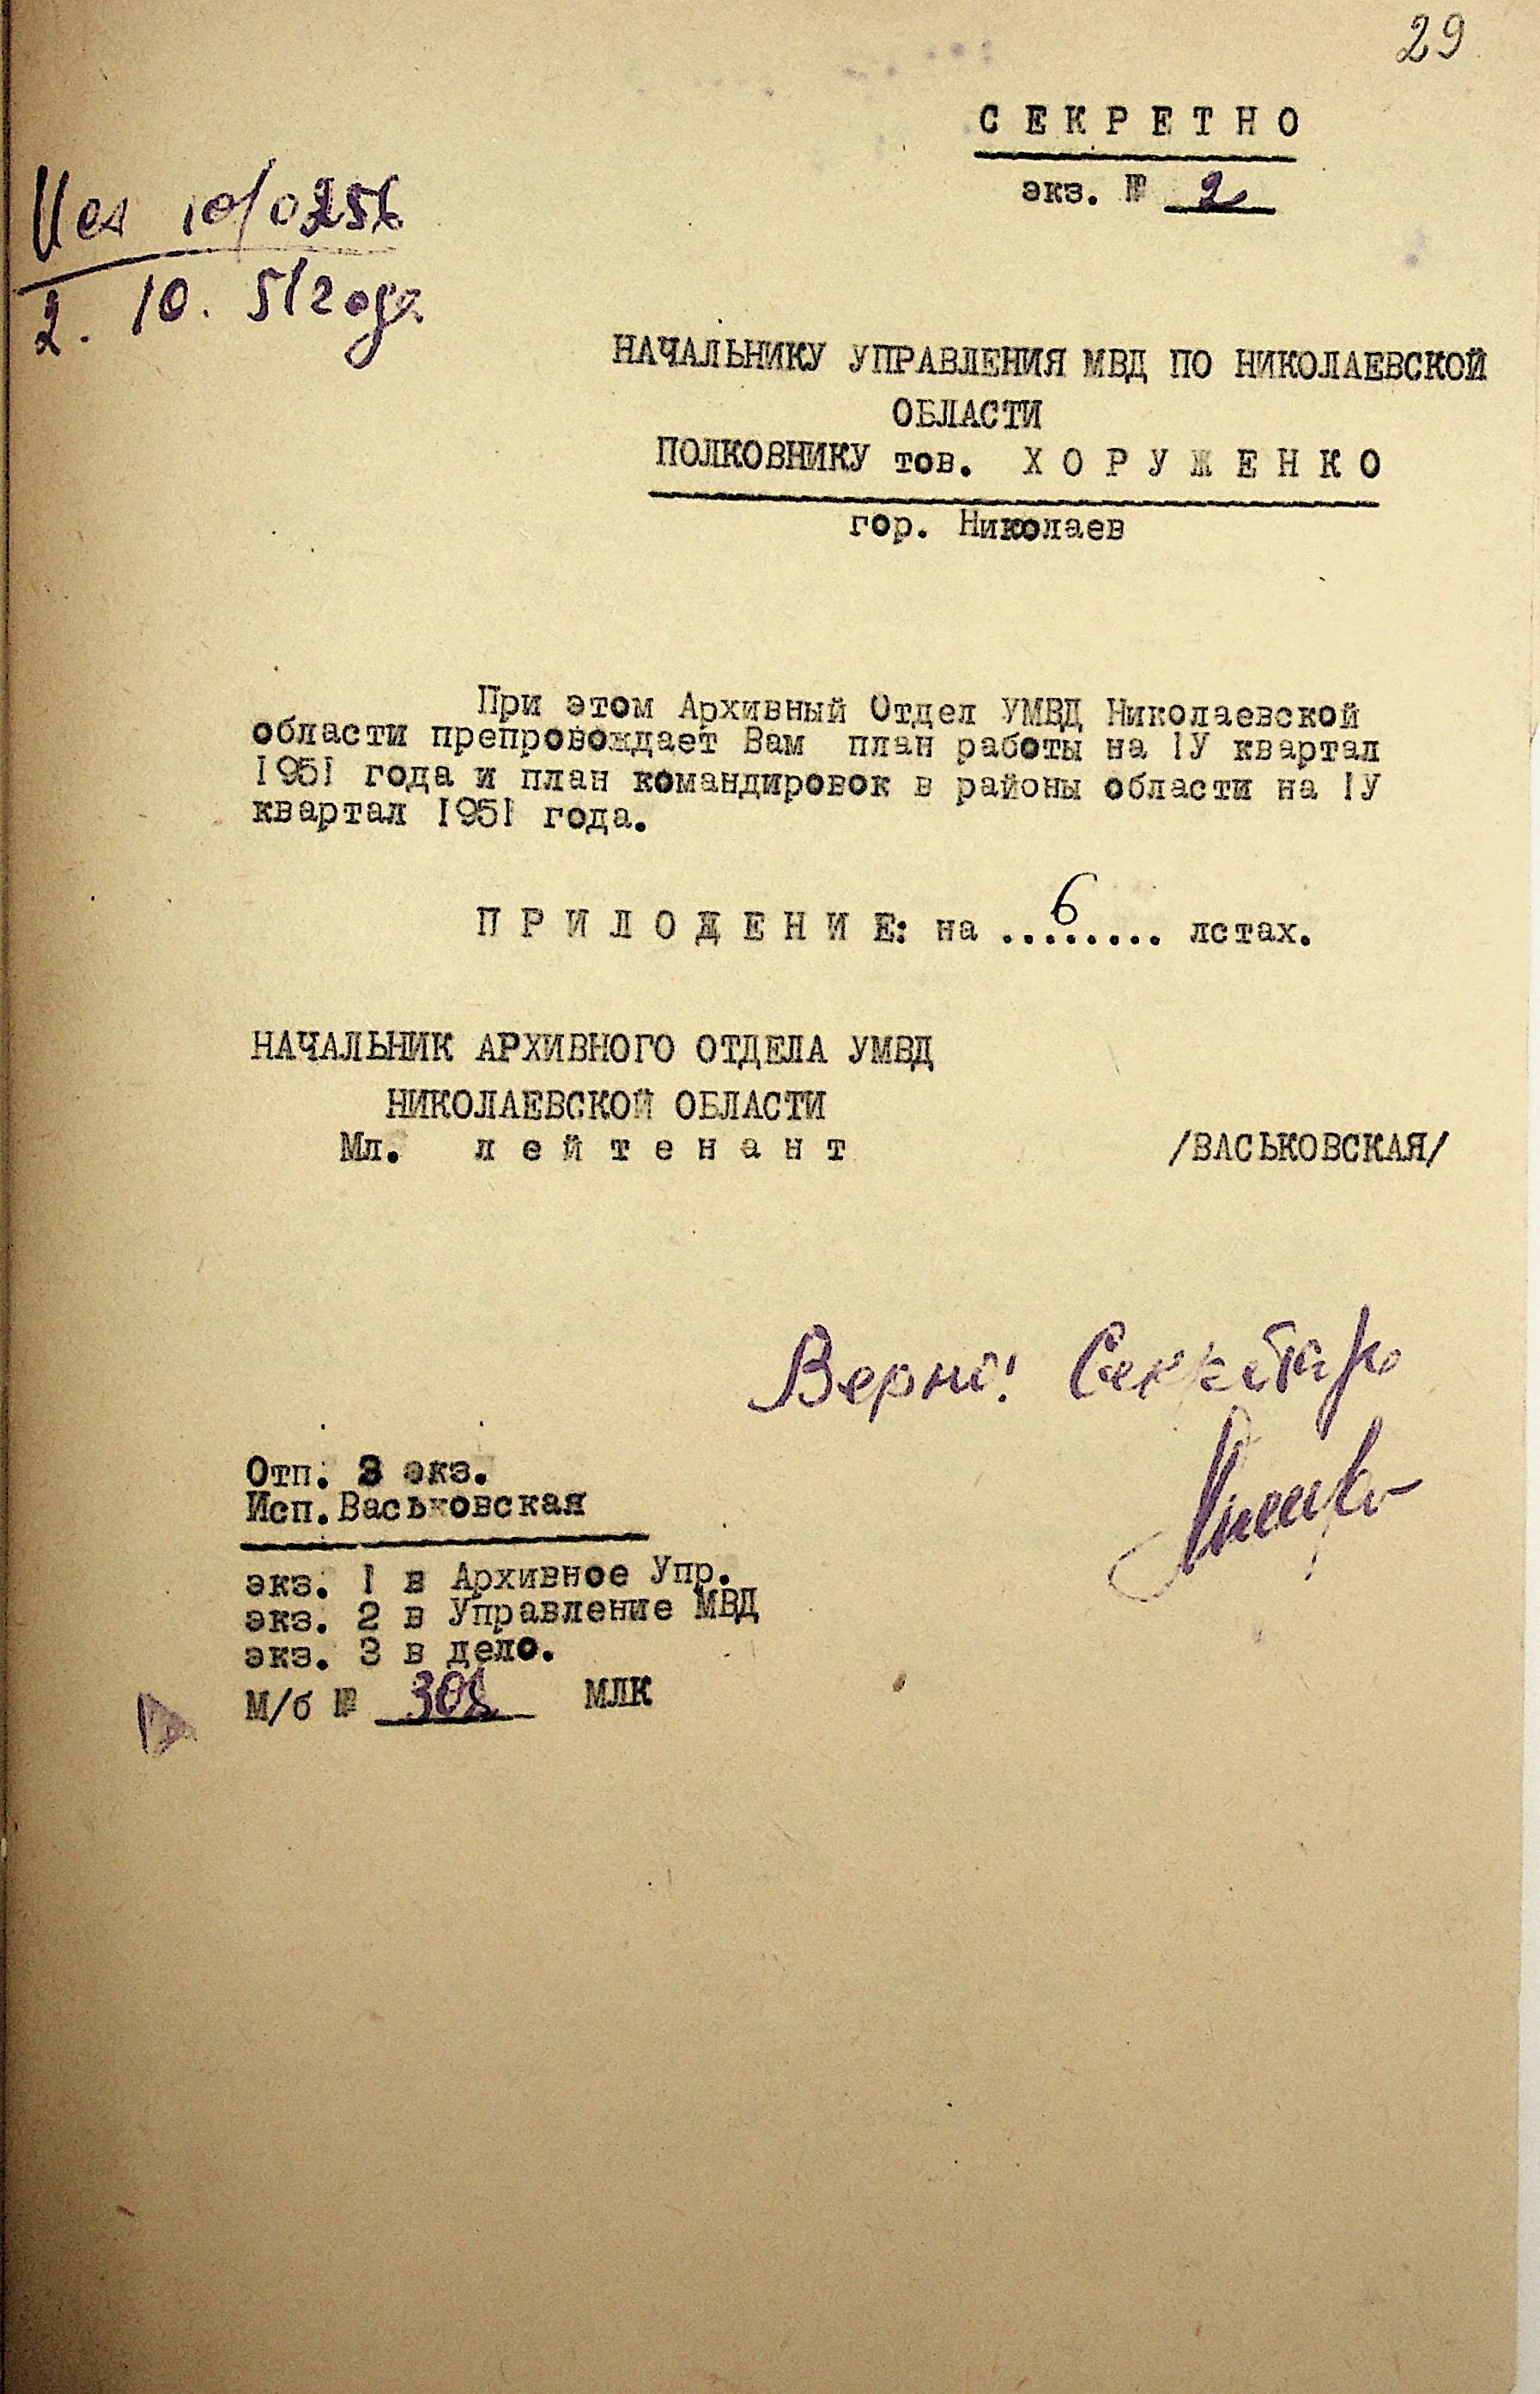 29
СЕКРЕТНО
экз. № 2
Исх 10/0256
2. 10. 51 года
НАЧАЛЬНИКУ УПРАВЛЕНИЯ МВД ПО НИКОЛАЕВСКОЙ
ОБЛАСТИ
ПОЛКОВНИКУ тов. ХОРУЖЕНКО
гор. Николаев
При этом Архивный Отдел УМВД Николаевской
области препровождает Вам план работы на IУ квартал
1951 года и план командировок в районы области на IУ
квартал 1951 года.
ПРИЛОДЕНИЕ: на ...6..... лстах.
НАЧАЛЬНИК АРХИВНОГО ОТДЕЛА УМВД
НИКОЛАЕВСКОЙ ОБЛАСТИ
Мл. лейтенант /ВАСЬКОВСКАЯ/
Верно! Секретарь
Отп. 3 экз.
Исп. Васьковская
экз. 1 в Архивное Упр.
экз. 2 в Управление МВД
экз. 3 в дело.
М/б № МЛК